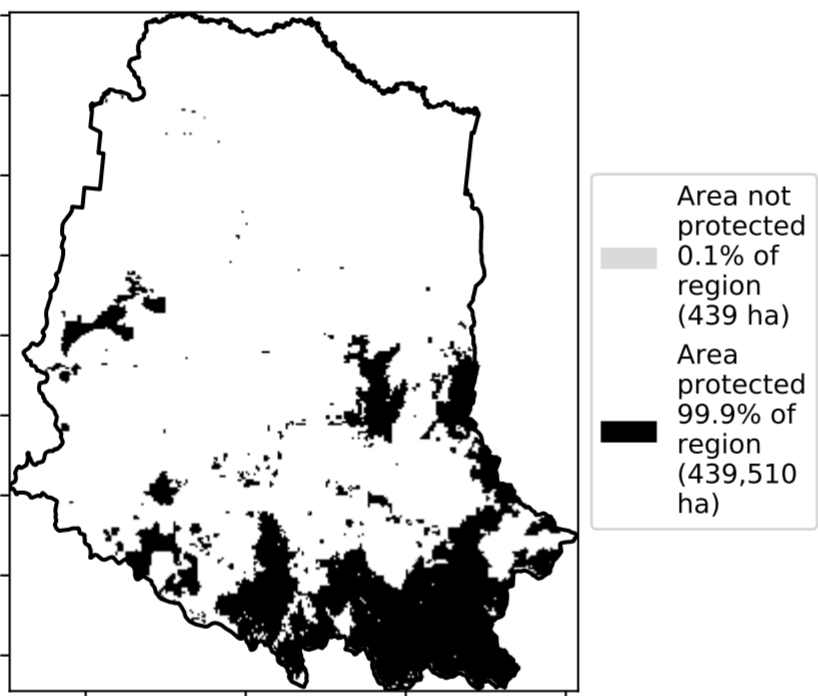 Area not
protected
0.1% of
region
(439 ha)
Area
protected
99.9% of
region
(439,510
ha)